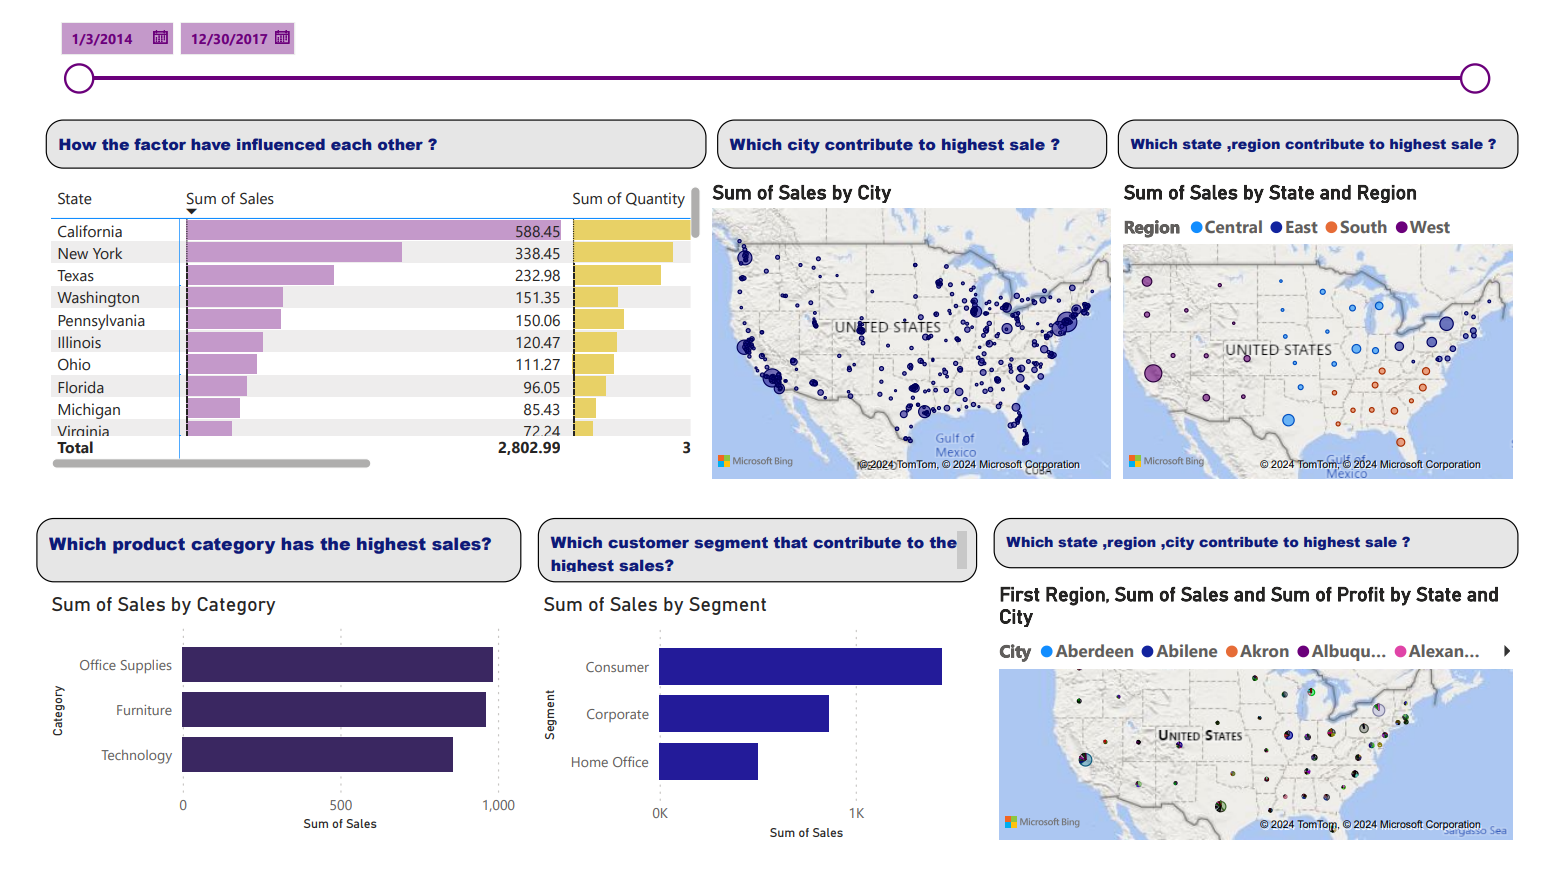 1/3/2014
12/30/2017
How the factor have influenced each other ?
Which city contribute to highest sale ?
Which state ,region contribute to highest sale ?
State Sum of Sales Sum of Quantity
California 588.45
New York 338.45
Texas 232.98
Washington 151.35
Pennsylvania 150.06
Illinois 120.47
Ohio 111.27
Florida 96.05
Michigan 85.43
Virginia 72.24
Total 2,802.99 3
Sum of Sales by City
UNITED STATES
Gulf of
Mexico
Microsoft Bing
© 2024 TomTom, © 2024 Microsoft Corporation
CUBA
Sum of Sales by State and Region
Region Central East South West
UNITED STATES
Gulf of
Mexico
Microsoft Bing
© 2024 TomTom, © 2024 Microsoft Corporation
Which product category has the highest sales?
Which customer segment that contribute to the
highest sales?
Which state ,region ,city contribute to highest sale ?
Sum of Sales by Category
Category
Office Supplies
Furniture
Technology
0 500 1,000
Sum of Sales
Sum of Sales by Segment
Segment
Consumer
Corporate
Home Office
0K 1K
Sum of Sales
First Region, Sum of Sales and Sum of Profit by State and
City
City Aberdeen Abilene Akron Albuqu... Alexan...
UNITED STATES
Microsoft Bing
© 2024 TomTom, © 2024 Microsoft Corporation
Sargasso Sea